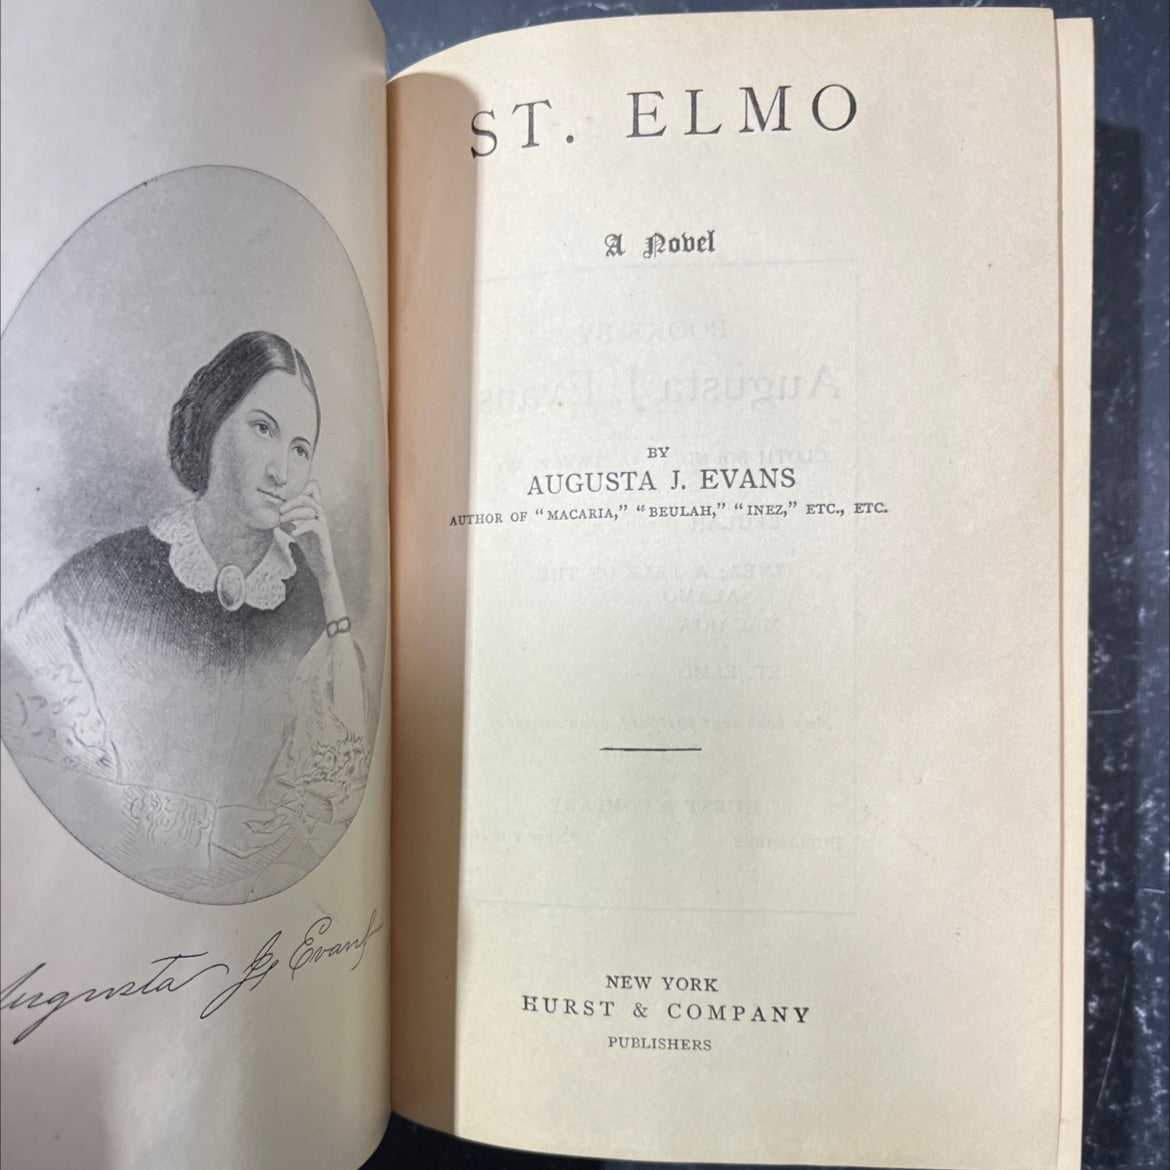 Augusta J. Evans
ST. ELMO
A Novel
BY
AUGUSTA J. EVANS
AUTHOR OF "MACARIA," "BEULAH," "INEZ," ETC., ETC.
NEW YORK
HURST & COMPANY
PUBLISHERS